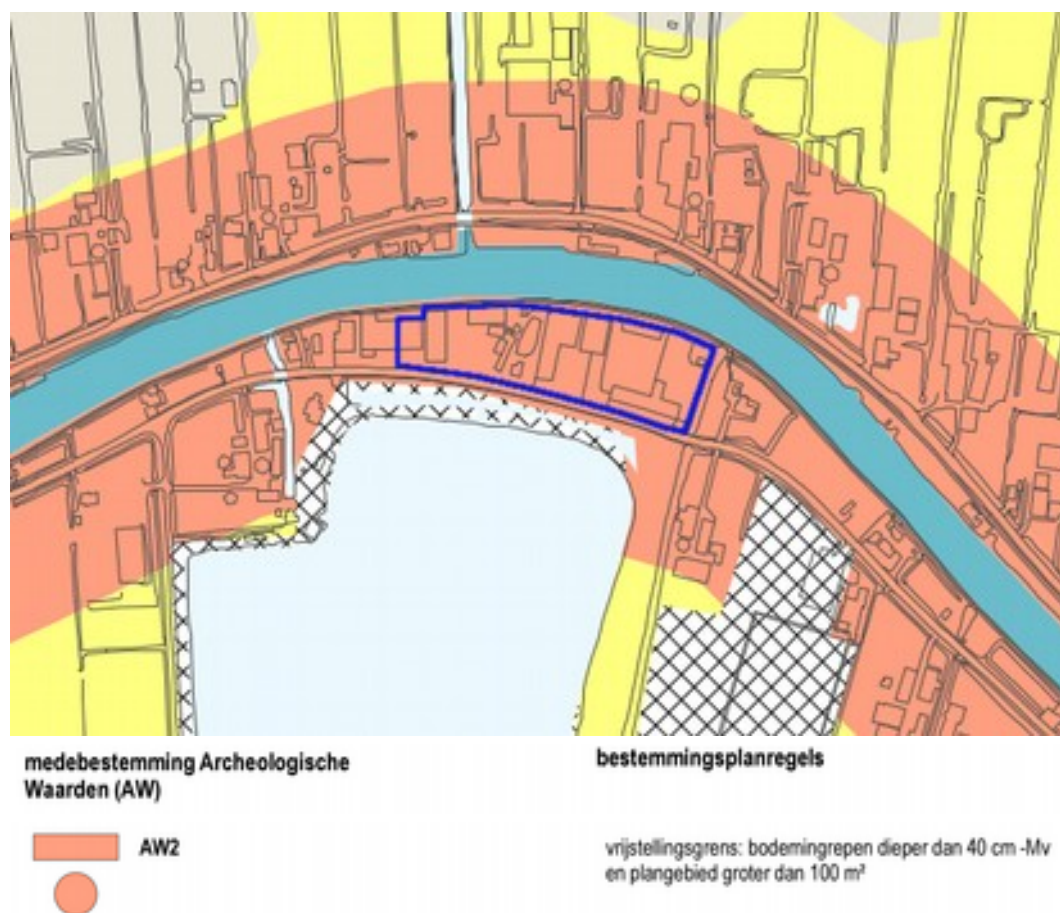 medebestemming Archeologische
Waarden (AW)
bestemmingsplanregels
AW2
vrijstellingsgrens: bodemingrepen dieper dan 40 cm -Mv
en plangebied groter dan 100 m²